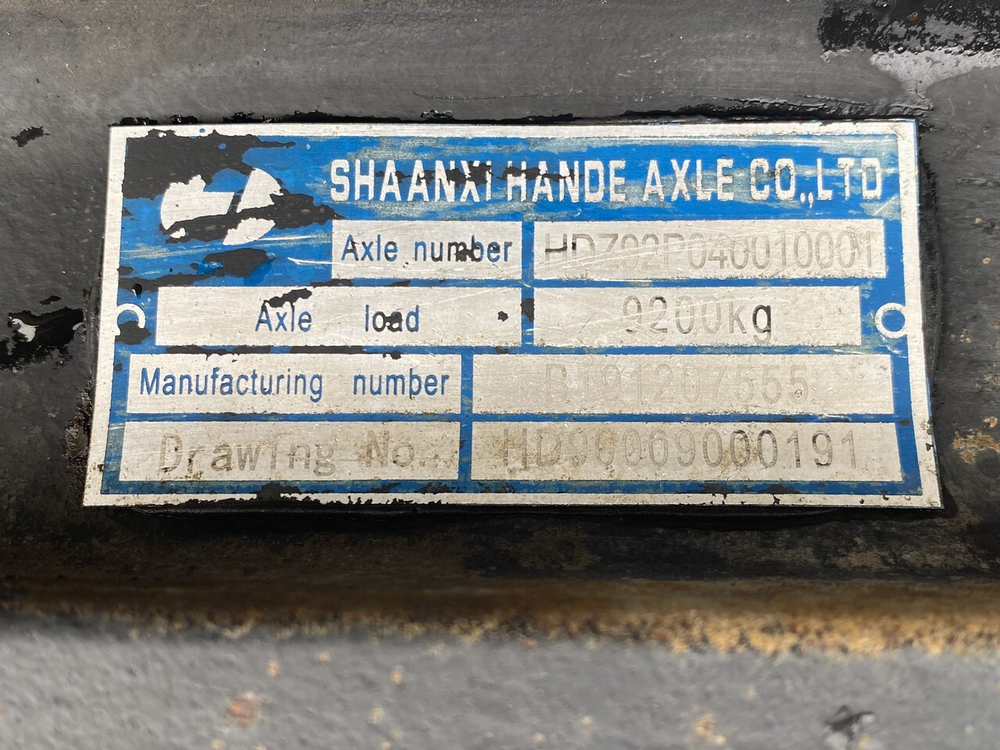 SHAANXI HANDE AXLE CO.,LTD
Axle number
Axle load 9200kg
Manufacturing number
Drawing No. HD90009000191